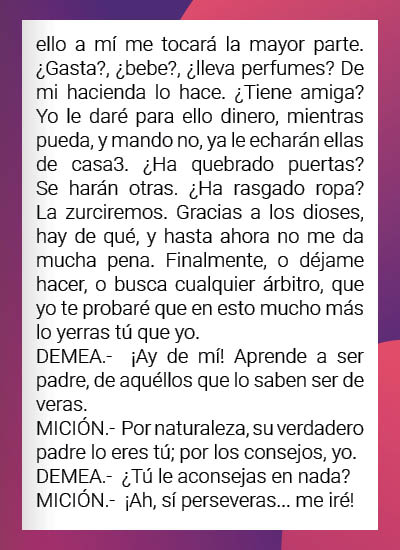 ello a mí me tocará la mayor parte.
¿Gasta?, ¿bebe?, ¿lleva perfumes? De
mi hacienda lo hace. ¿Tiene amiga?
Yo le daré para ello dinero, mientras
pueda, y mando no, ya le echarán ellas
de casa3. ¿Ha quebrado puertas?
Se harán otras. ¿Ha rasgado ropa?
La zurciremos. Gracias a los dioses,
hay de qué, y hasta ahora no me da
mucha pena. Finalmente, o déjame
hacer, o busca cualquier árbitro, que
yo te probaré que en esto mucho más
lo yerras tú que yo.
DEMEA.- ¡Ay de mí! Aprende a ser
padre, de aquéllos que lo saben ser de
veras.
MICIÓN.- Por naturaleza, su verdadero
padre lo eres tú; por los consejos, yo.
DEMEA.- ¿Tú le aconsejas en nada?
MICIÓN.- ¡Ah, sí perseveras... me iré!